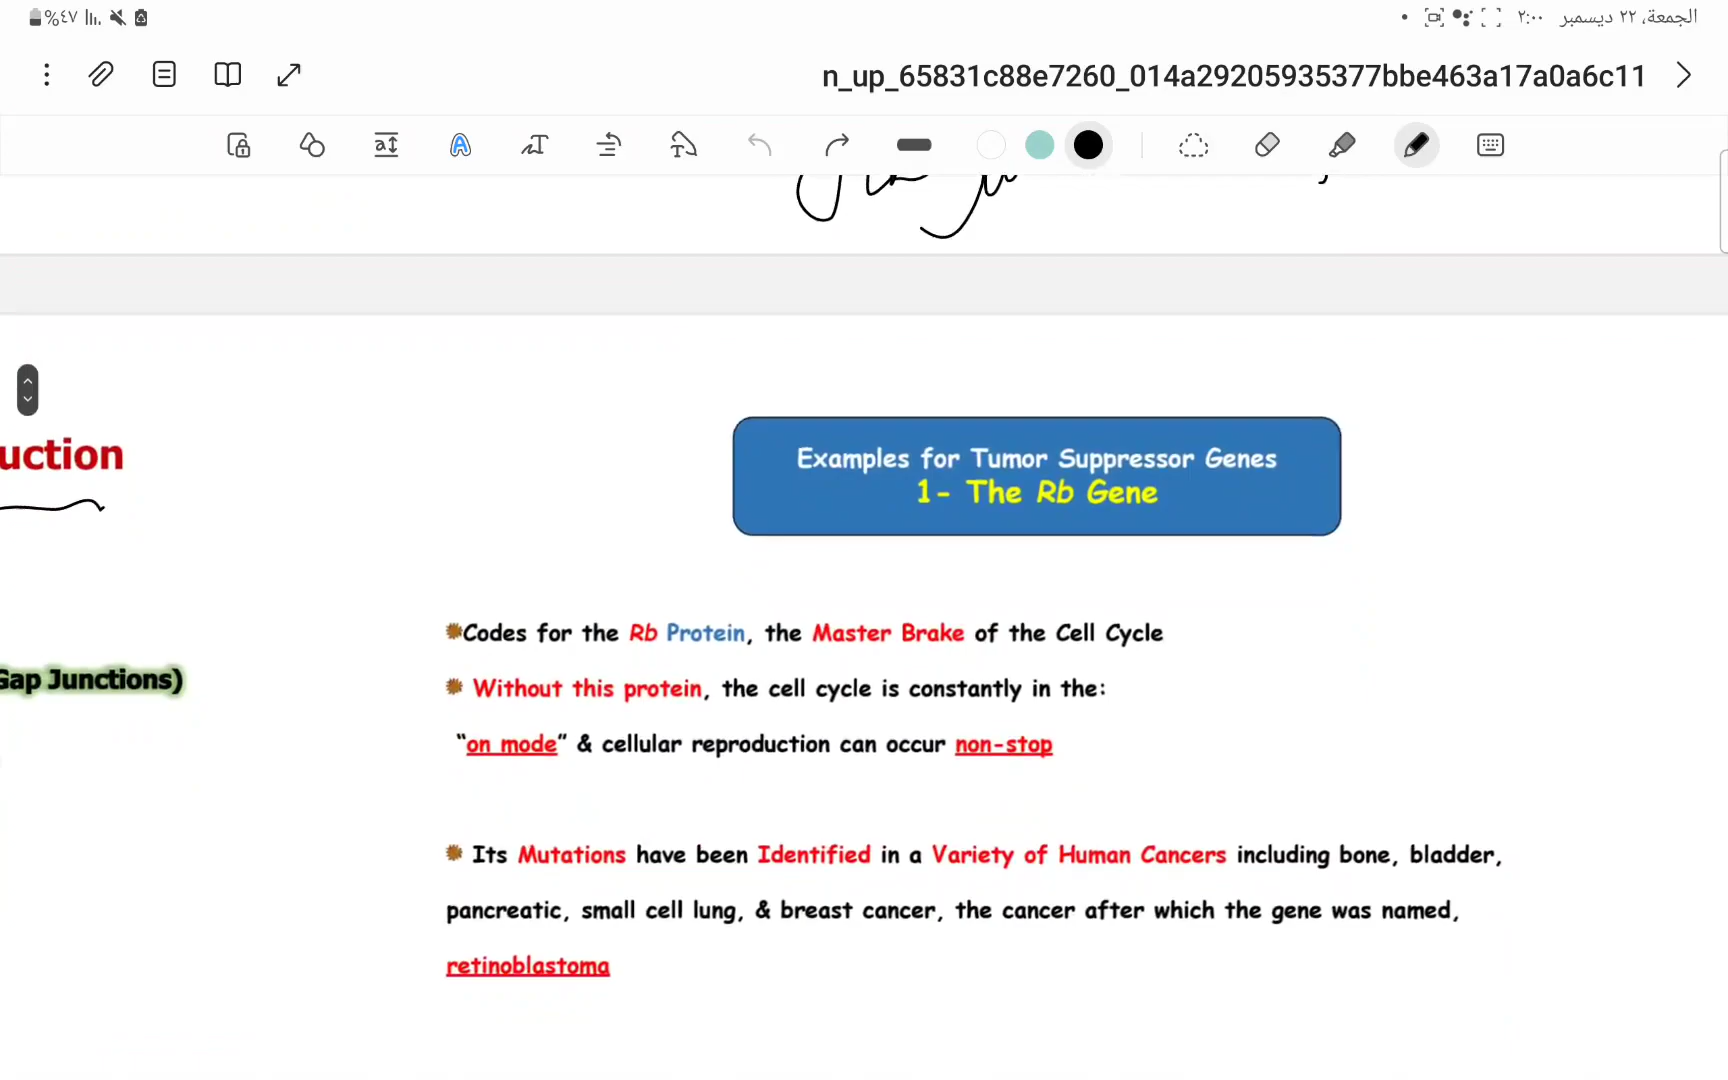 %٤٧
الجمعة، ٢٢ ديسمبر ٢:٠٠
n_up_65831c88e7260_014a29205935377bbe463a17a0a6c11
uction
Examples for Tumor Suppressor Genes
1- The Rb Gene
Codes for the Rb Protein, the Master Brake of the Cell Cycle
Gap Junctions)
Without this protein, the cell cycle is constantly in the:
“on mode” & cellular reproduction can occur non-stop
Its Mutations have been Identified in a Variety of Human Cancers including bone, bladder,
pancreatic, small cell lung, & breast cancer, the cancer after which the gene was named,
retinoblastoma